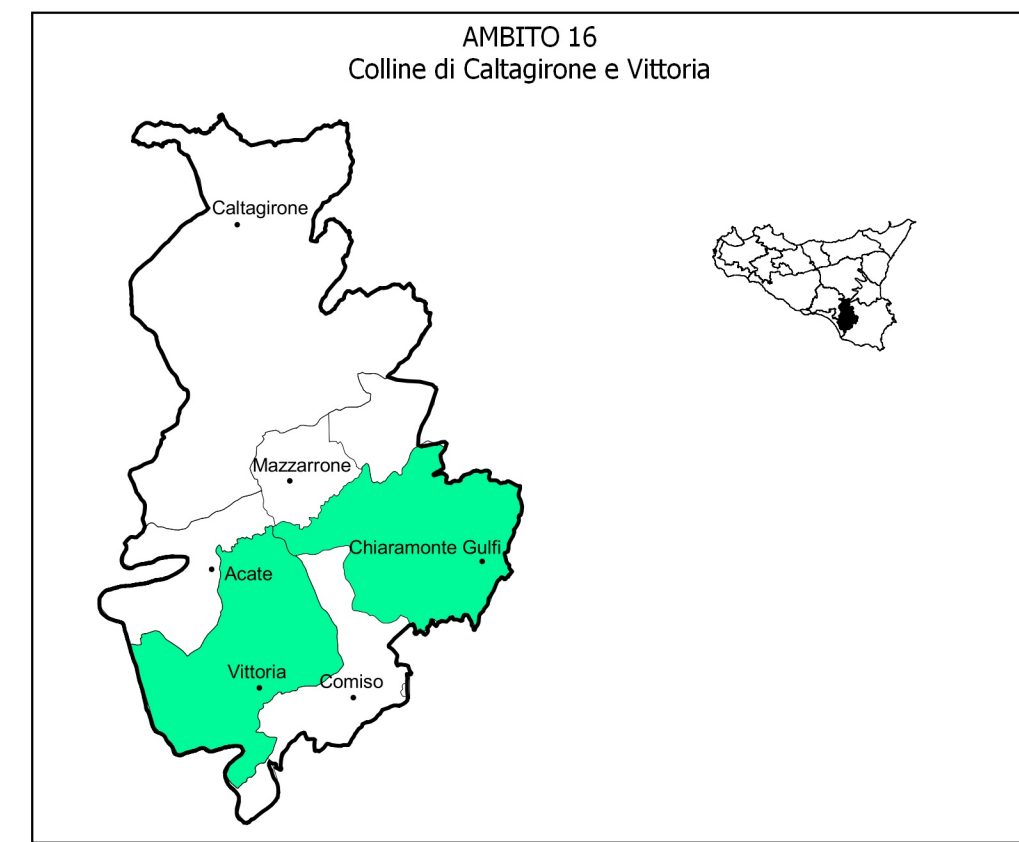 AMBITO 16
Colline di Caltagirone e Vittoria
Caltagirone
Mazzarrone
Chiaramonte Gulfi
Acate
Vittoria
Comiso